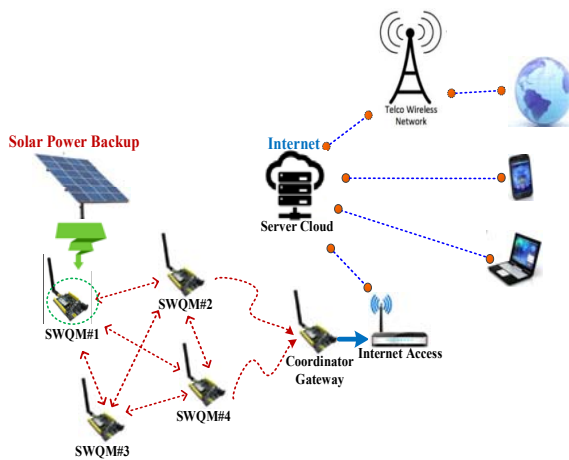 Telco Wireless
Network
Solar Power Backup
Internet
Server Cloud
SWQM#1
SWQM#2
SWQM#3
SWQM#4
Coordinator
Gateway
Internet Access